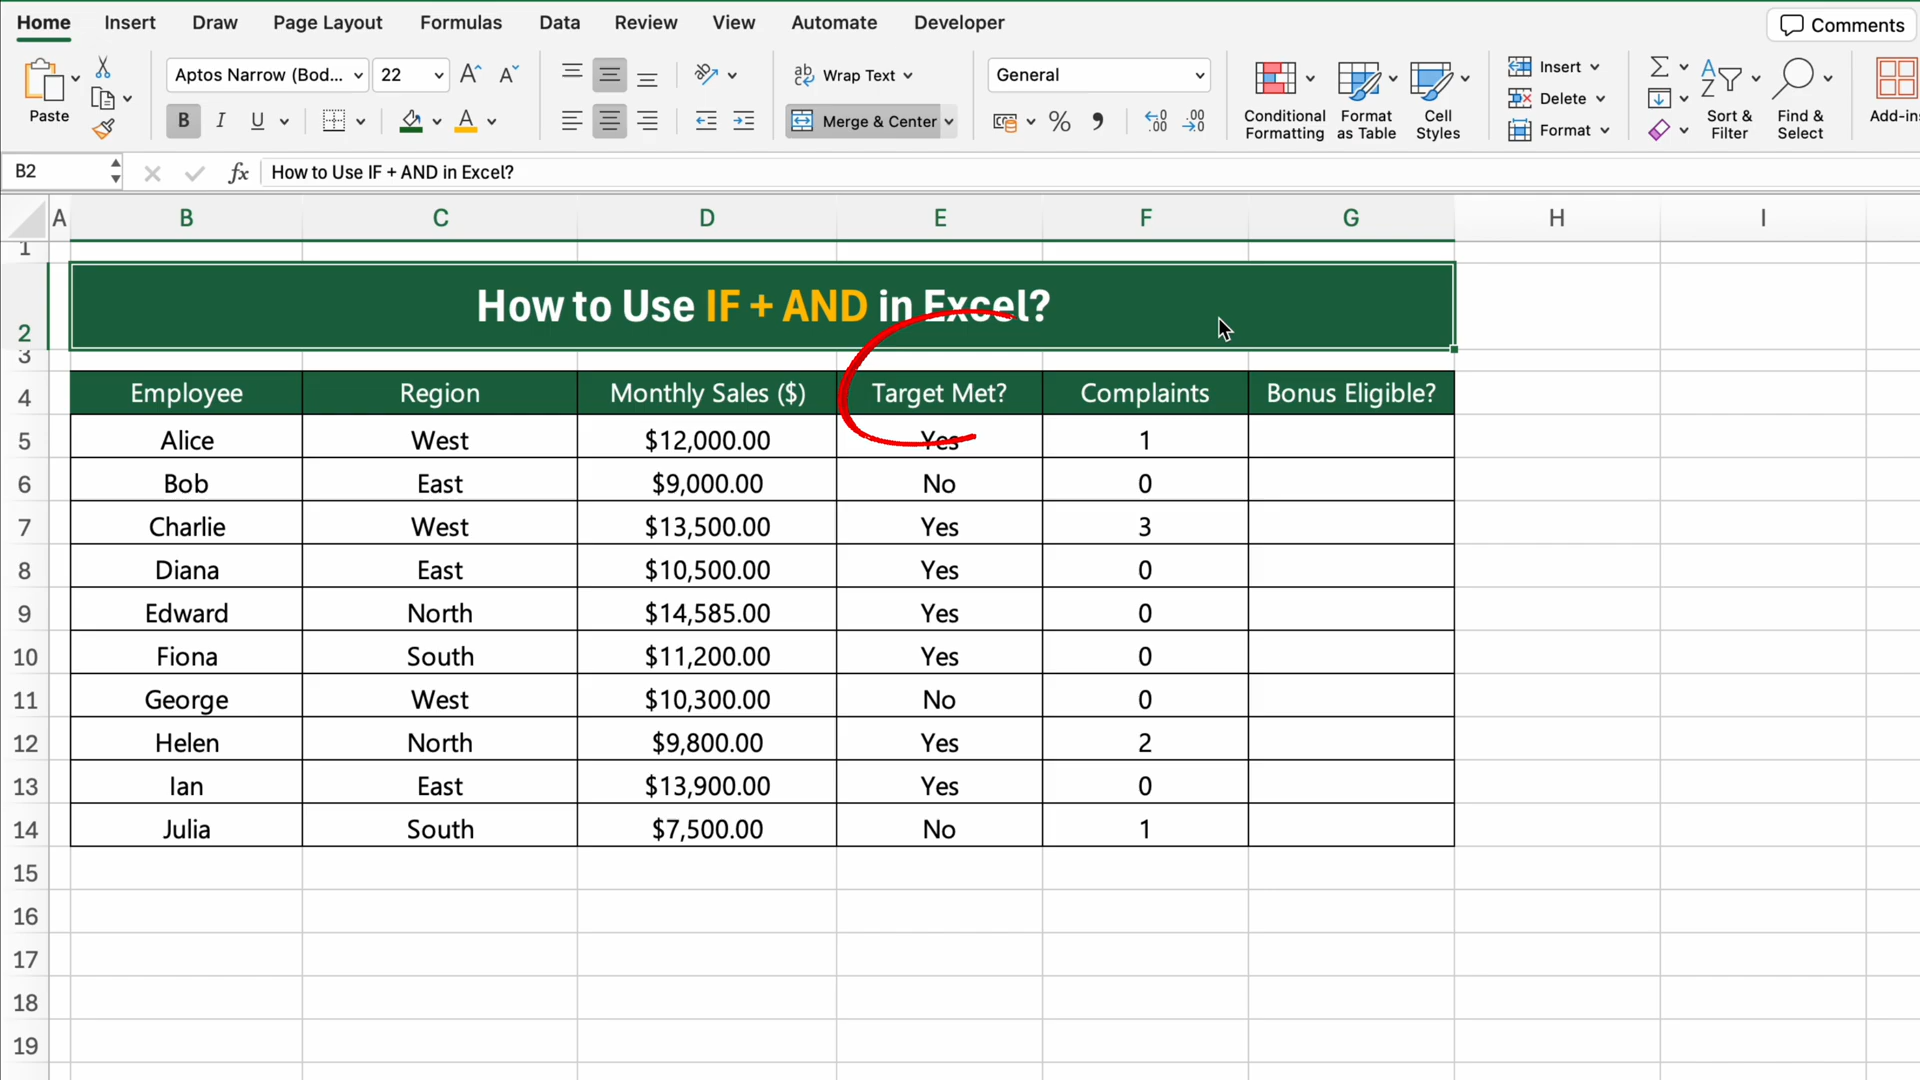 Home Insert Draw Page Layout Formulas Data Review View Automate Developer Comments
Paste Aptos Narrow (Bod... 22 A A Wrap Text General Conditional Formatting Format as Table Cell Styles Insert Delete Format Sort & Filter Find & Select Add-in
B I U A Merge & Center % .00 .00
B2 fx How to Use IF + AND in Excel?
A B C D E F G H I
1
2 How to Use IF + AND in Excel?
3
4 Employee Region Monthly Sales ($) Target Met? Complaints Bonus Eligible?
5 Alice West $12,000.00 Yes 1
6 Bob East $9,000.00 No 0
7 Charlie West $13,500.00 Yes 3
8 Diana East $10,500.00 Yes 0
9 Edward North $14,585.00 Yes 0
10 Fiona South $11,200.00 Yes 0
11 George West $10,300.00 No 0
12 Helen North $9,800.00 Yes 2
13 Ian East $13,900.00 Yes 0
14 Julia South $7,500.00 No 1
15
16
17
18
19